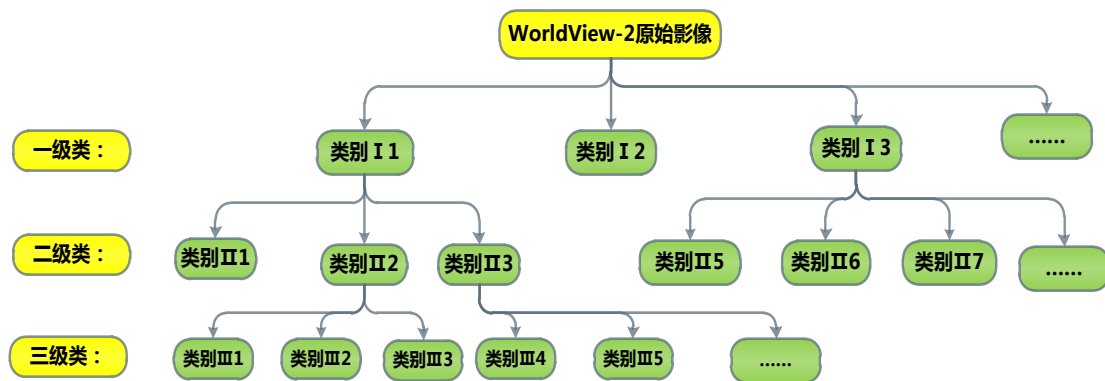 WorldView-2原始影像
一级类：
类别Ⅰ1
类别Ⅰ2
类别Ⅰ3
......
二级类：
类别Ⅱ1
类别Ⅱ2
类别Ⅱ3
类别Ⅱ5
类别Ⅱ6
类别Ⅱ7
......
三级类：
类别Ⅲ1
类别Ⅲ2
类别Ⅲ3
类别Ⅲ4
类别Ⅲ5
......